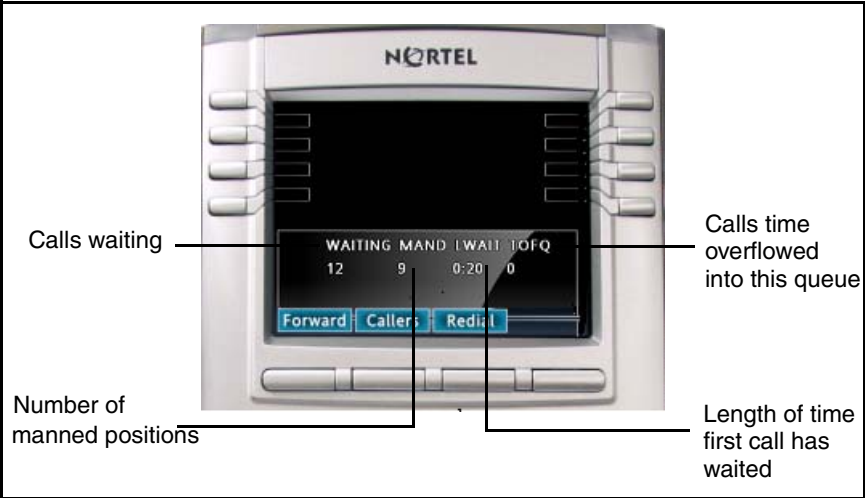 NORTEL
Calls waiting
WAITING MAND LWAIT TOFQ
12 9 0:20 0
Calls time
overflowed
into this queue
Forward Callers Redial
Number of
manned positions
Length of time
first call has
waited